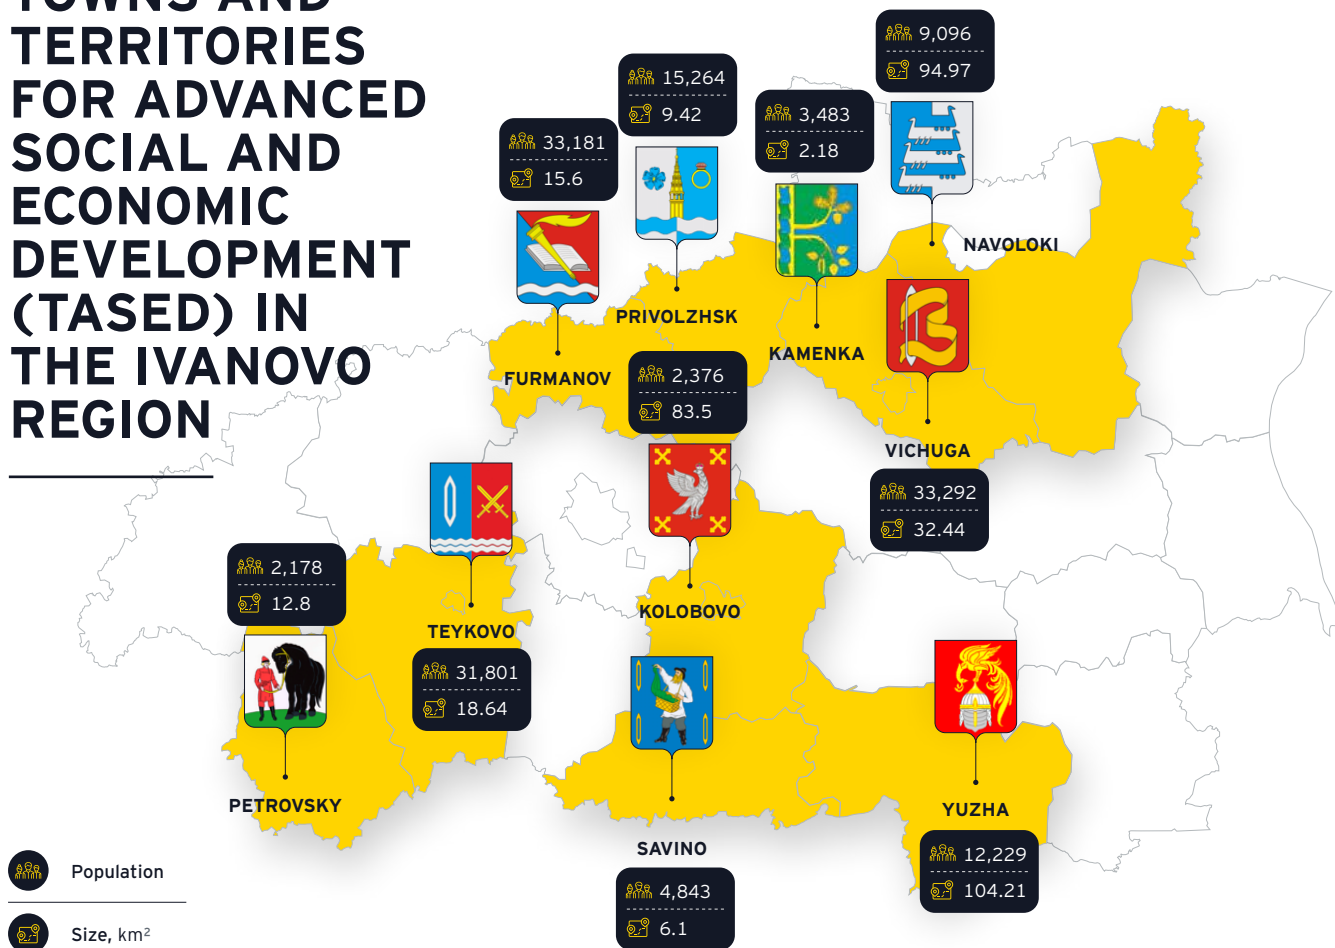 TOWNS AND
TERRITORIES
FOR ADVANCED
SOCIAL AND
ECONOMIC
DEVELOPMENT
(TASED) IN
THE IVANOVO
REGION
9,096
94.97
NAVOLOKI
15,264
9.42
PRIVOLZHSK
3,483
2.18
KAMENKA
33,181
15.6
FURMANOV
2,376
83.5
KOLOBOVO
VICHUGA
33,292
32.44
2,178
12.8
PETROVSKY
TEYKOVO
31,801
18.64
SAVINO
4,843
6.1
YUZHA
12,229
104.21
Population
Size, km²